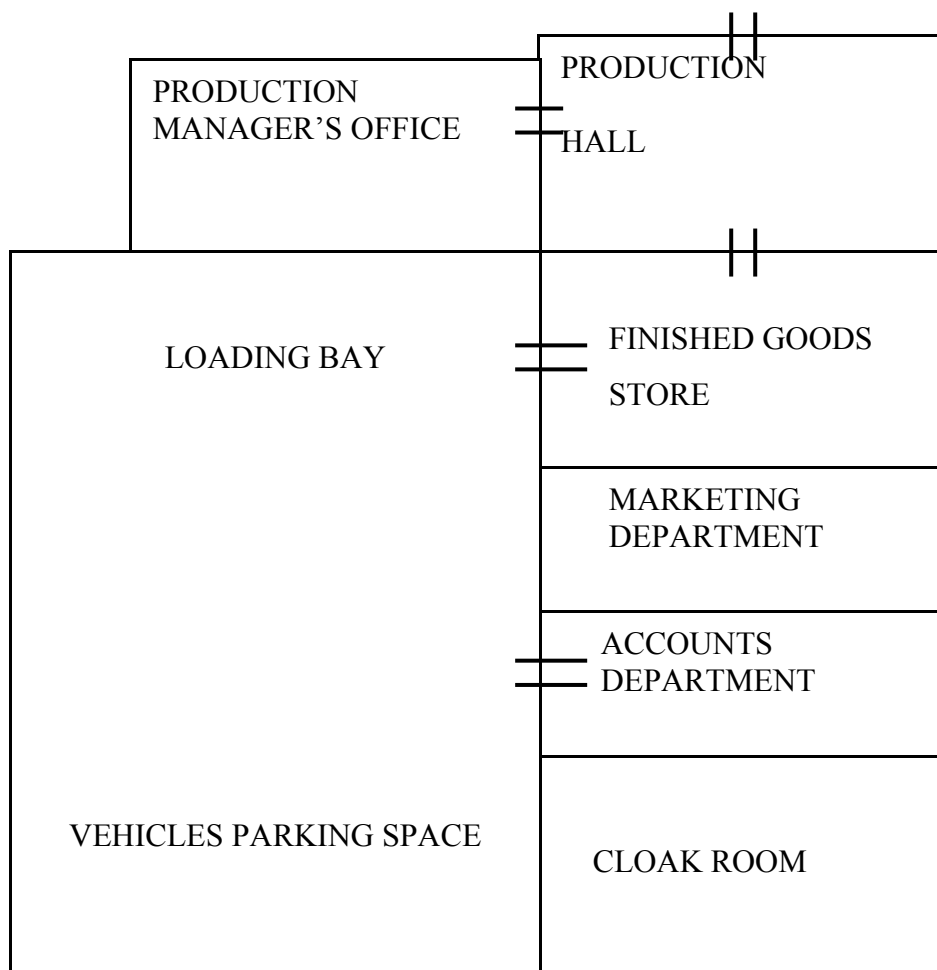 PRODUCTION
MANAGER’S OFFICE
PRODUCTION
HALL
LOADING BAY
FINISHED GOODS
STORE
MARKETING
DEPARTMENT
ACCOUNTS
DEPARTMENT
VEHICLES PARKING SPACE
CLOAK ROOM